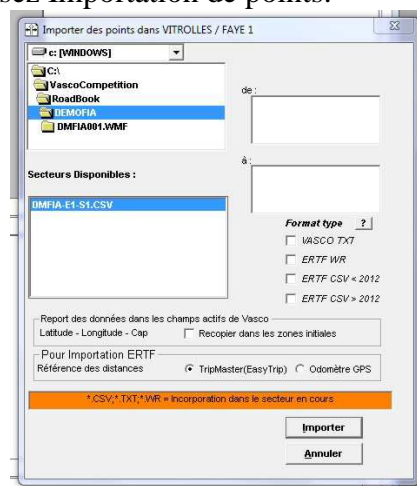 sez Importation de points.
Importer des points dans VITROLLES / FAYE 1
c: [WINDOWS]
C:\
VascoCompetition
RoadBook
DEMOFIA
DMFIA001.WMF
de :
à :
Secteurs Disponibles :
DMFIA-E1-S1.CSV
Format type ?
VASCO TXT
ERTF WR
ERTF CSV < 2012
ERTF CSV > 2012
Report des données dans les champs actifs de Vasco
Latitude - Longitude - Cap
Recopier dans les zones initiales
Pour Importation ERTF
Référence des distances
TripMaster(EasyTrip)
Odomètre GPS
*.CSV;*.TXT;*.WR = Incorporation dans le secteur en cours
Importer
Annuler